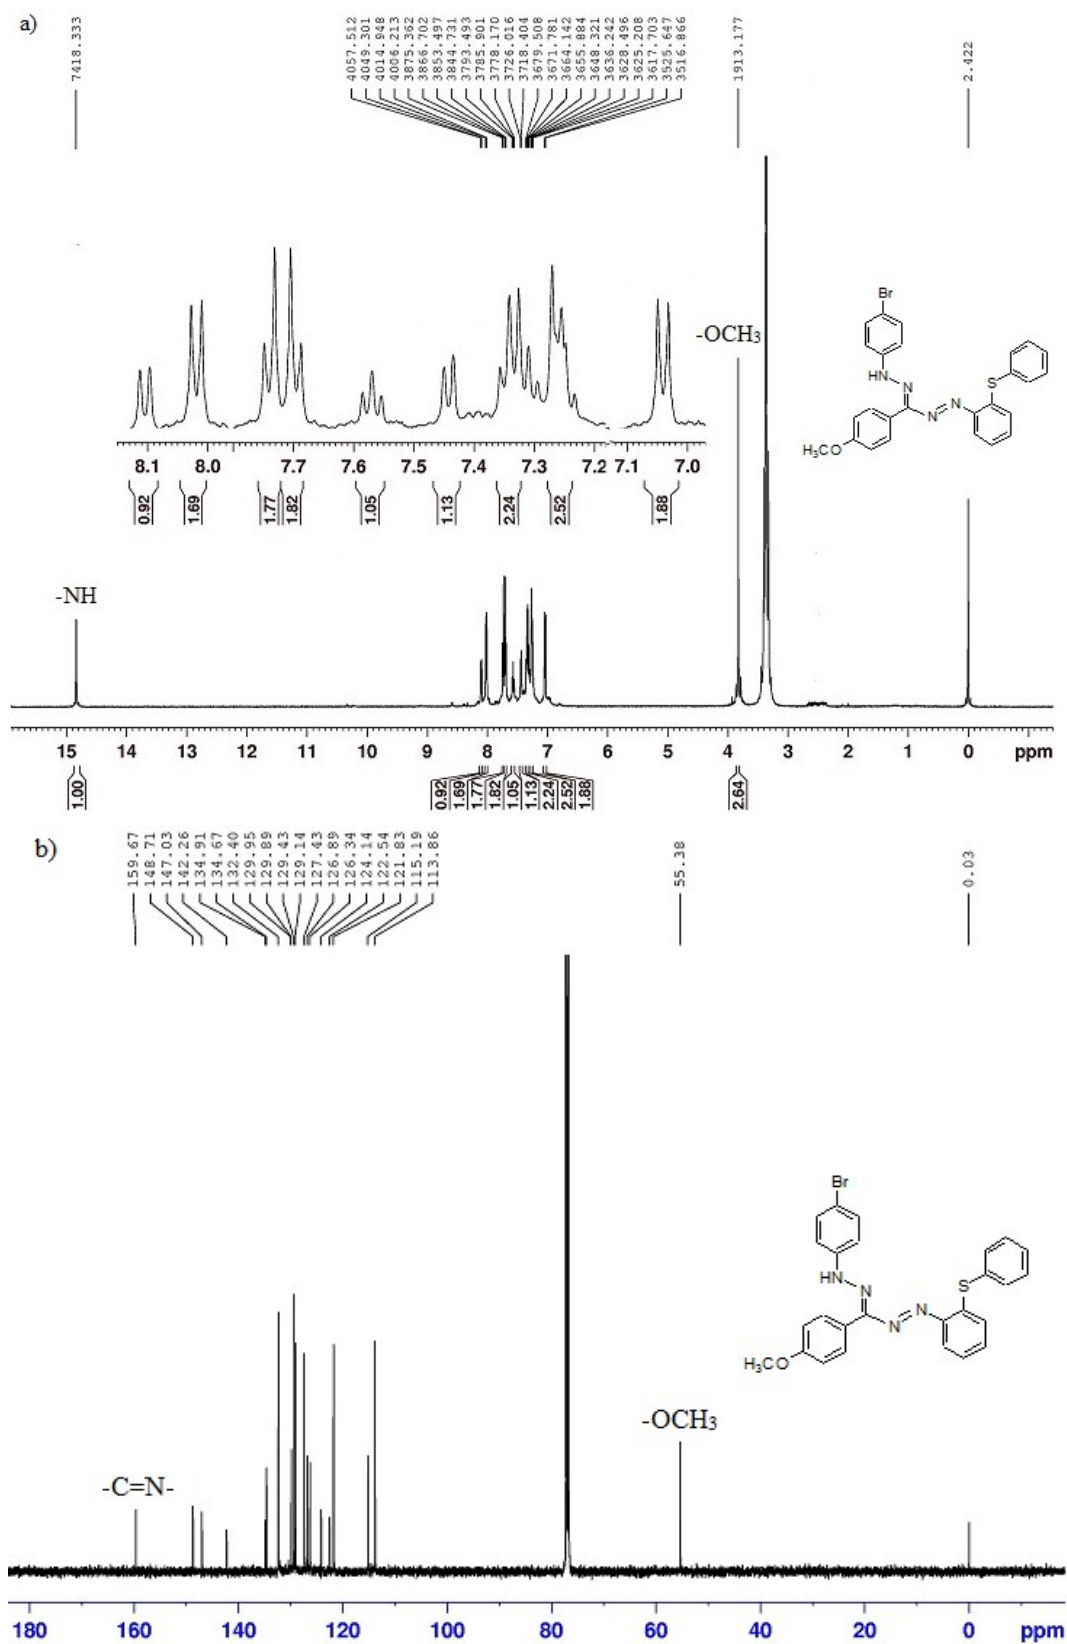 a)
7418.333
4057.512
4049.301
4014.948
4006.213
3875.362
3866.702
3853.497
3844.731
3793.493
3785.901
3778.170
3726.016
3718.404
3679.508
3671.781
3664.142
3655.884
3648.321
3636.242
3628.496
3625.208
3617.703
3525.647
3516.866
1913.177
2.422
-OCH3
Br
HN
N
S
N
N
H3CO
8.1 8.0 7.7 7.6 7.5 7.4 7.3 7.2 7.1 7.0
0.92 1.69 1.77 1.82 1.05 1.13 2.24 2.52 1.88
-NH
15 14 13 12 11 10 9 8 7 6 5 4 3 2 1 0 ppm
1.00 0.92 1.69 1.77 1.82 1.05 1.13 2.24 2.52 1.88 2.64
b)
159.67
148.71
147.03
142.26
134.91
134.67
132.40
129.95
129.89
129.43
129.14
127.43
126.89
126.34
124.14
122.54
121.83
115.19
113.86
55.38
0.03
Br
HN
N
S
N
N
H3CO
-OCH3
-C=N-
180 160 140 120 100 80 60 40 20 0 ppm